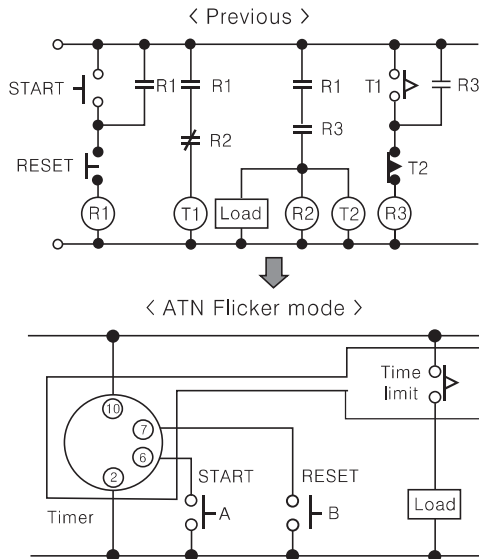 < Previous >
START
R1
R1
R1
T1
R3
R2
R3
RESET
T2
R1
T1
Load
R2
T2
R3
< ATN Flicker mode >
Time
limit
10
7
6
2
START
RESET
A
B
Load
Timer